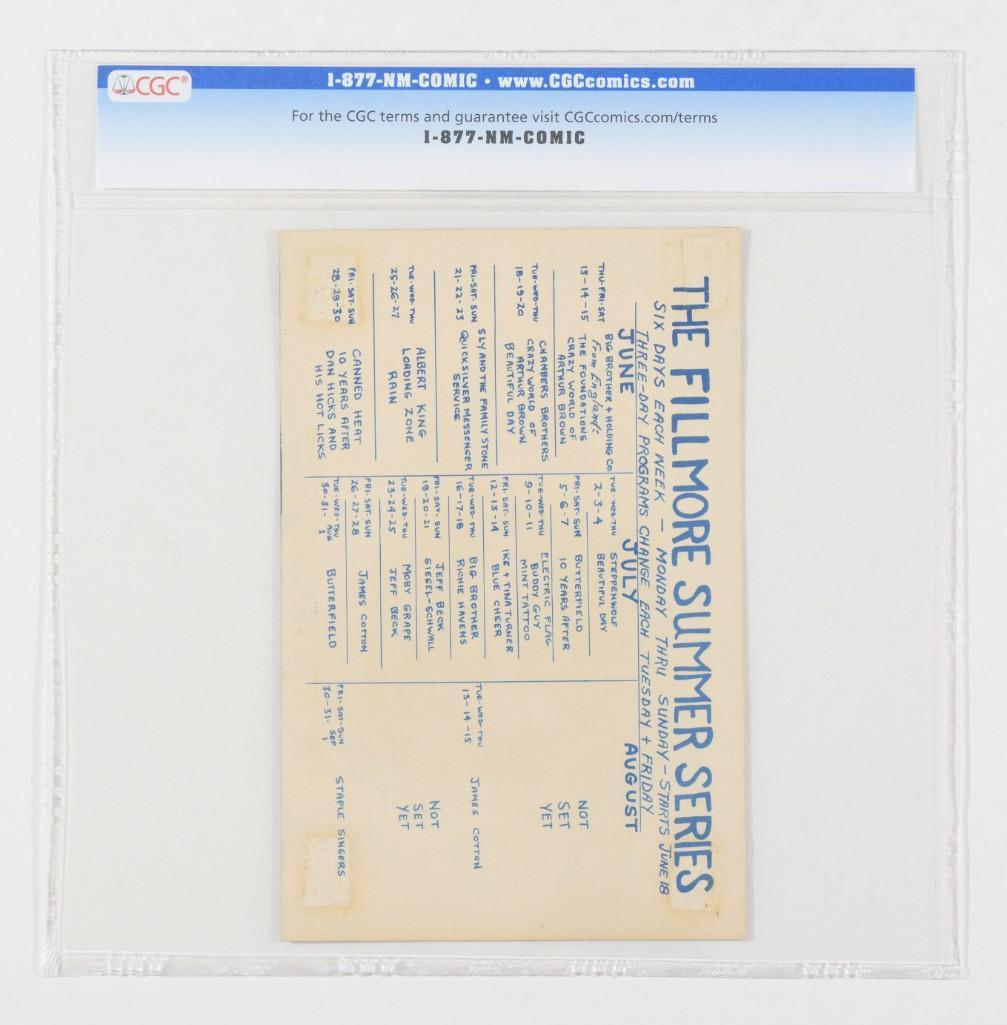 CGC®
1-877-NM-COMIC • www.CGCcomics.com
For the CGC terms and guarantee visit CGCcomics.com/terms
1-877-NM-COMIC
THE FILLMORE SUMMER SERIES
SIX DAYS EACH WEEK — MONDAY THRU SUNDAY — STARTS JUNE 18
THREE-DAY PROGRAMS CHANGE EACH TUESDAY + FRIDAY
JUNE
THU-FRI-SAT
13-14-15
BIG BROTHER + HOLDING CO.
From England:
THE FOUNDATIONS
CRAZY WORLD OF
ARTHUR BROWN
TUE-WED-THU
18-19-20
CHAMBERS BROTHERS
CRAZY WORLD OF
ARTHUR BROWN
BEAUTIFUL DAY
FRI-SAT-SUN
21-22-23
SLY AND THE FAMILY STONE
QUICKSILVER MESSENGER
SERVICE
TUE-WED-THU
25-26-27
ALBERT KING
LOADING ZONE
RAIN
FRI-SAT-SUN
28-29-30
CANNED HEAT
10 YEARS AFTER
DAN HICKS AND
HIS HOT LICKS
JULY
TUE-WED-THU
2-3-4
STEPPENWOLF
BEAUTIFUL DAY
FRI-SAT-SUN
5-6-7
BUTTERFIELD
10 YEARS AFTER
TUE-WED-THU
9-10-11
ELECTRIC FLAG
BUDDY GUY
MINT TATTOO
FRI-SAT-SUN
12-13-14
IKE + TINA TURNER
BLUE CHEER
TUE-WED-THU
16-17-18
BIG BROTHER
RICHIE HAVENS
FRI-SAT-SUN
19-20-21
JEFF BECK
SIEGEL-SCHWALL
TUE-WED-THU
23-24-25
MOBY GRAPE
JEFF BECK
FRI-SAT-SUN
26-27-28
JAMES COTTON
TUE-WED-THU
30-31- AUG 1
BUTTERFIELD
AUGUST
NOT
SET
YET
TUE-WED-THU
13-14-15
JAMES COTTON
NOT
SET
YET
FRI-SAT-SUN
30-31- SEP 1
STAPLE SINGERS